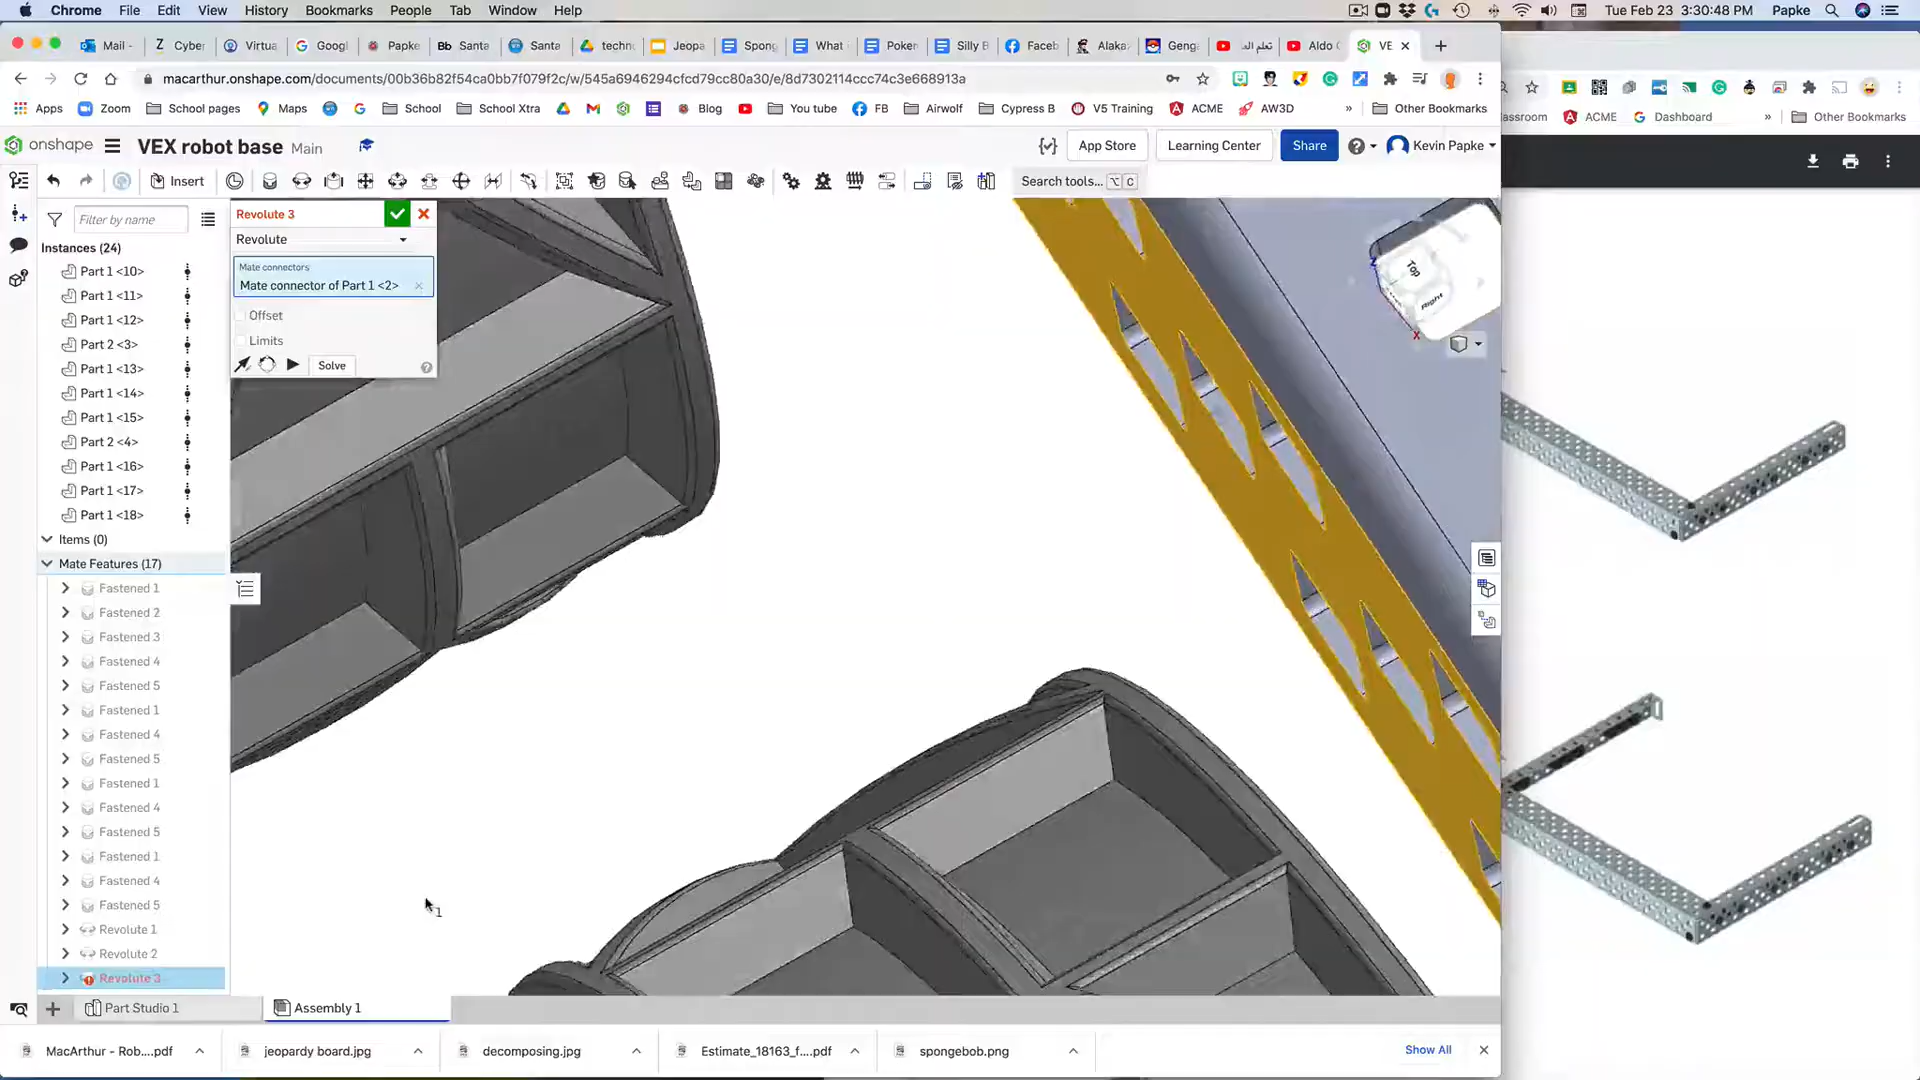 Chrome File Edit View History Bookmarks People Tab Window Help Tue Feb 23 3:30:48 PM Papke
Mail - Cyber Virtua Googl Papke Bb Santa Santa techn Jeopa Spong What Poken Silly B Faceb Alaka Geng Aldo VE
macarthur.onshape.com/documents/00b36b82f54ca0bb7f079f2c/w/545a6946294cfcd79cc80a30/e/8d7302114ccc74c3e668913a
Apps Zoom School pages Maps School School Xtra Blog You tube FB Airwolf Cypress B V5 Training ACME AW3D » Other Bookmarks
assroom ACME Dashboard » Other Bookmarks
onshape VEX robot base Main App Store Learning Center Share Kevin Papke
Insert Search tools... ⌥ C
Filter by name
Instances (24)
Part 1 <10>
Part 1 <11>
Part 1 <12>
Part 2 <3>
Part 1 <13>
Part 1 <14>
Part 1 <15>
Part 2 <4>
Part 1 <16>
Part 1 <17>
Part 1 <18>
Items (0)
Mate Features (17)
Fastened 1
Fastened 2
Fastened 3
Fastened 4
Fastened 5
Fastened 1
Fastened 4
Fastened 5
Fastened 1
Fastened 4
Fastened 5
Fastened 1
Fastened 4
Fastened 5
Revolute 1
Revolute 2
Revolute 3
Revolute 3
Revolute
Mate connectors
Mate connector of Part 1 <2>
Offset
Limits
Solve
Z
Top
Right
X
1
Part Studio 1 Assembly 1
MacArthur - Rob....pdf jeopardy board.jpg decomposing.jpg Estimate_18163_f....pdf spongebob.png Show All